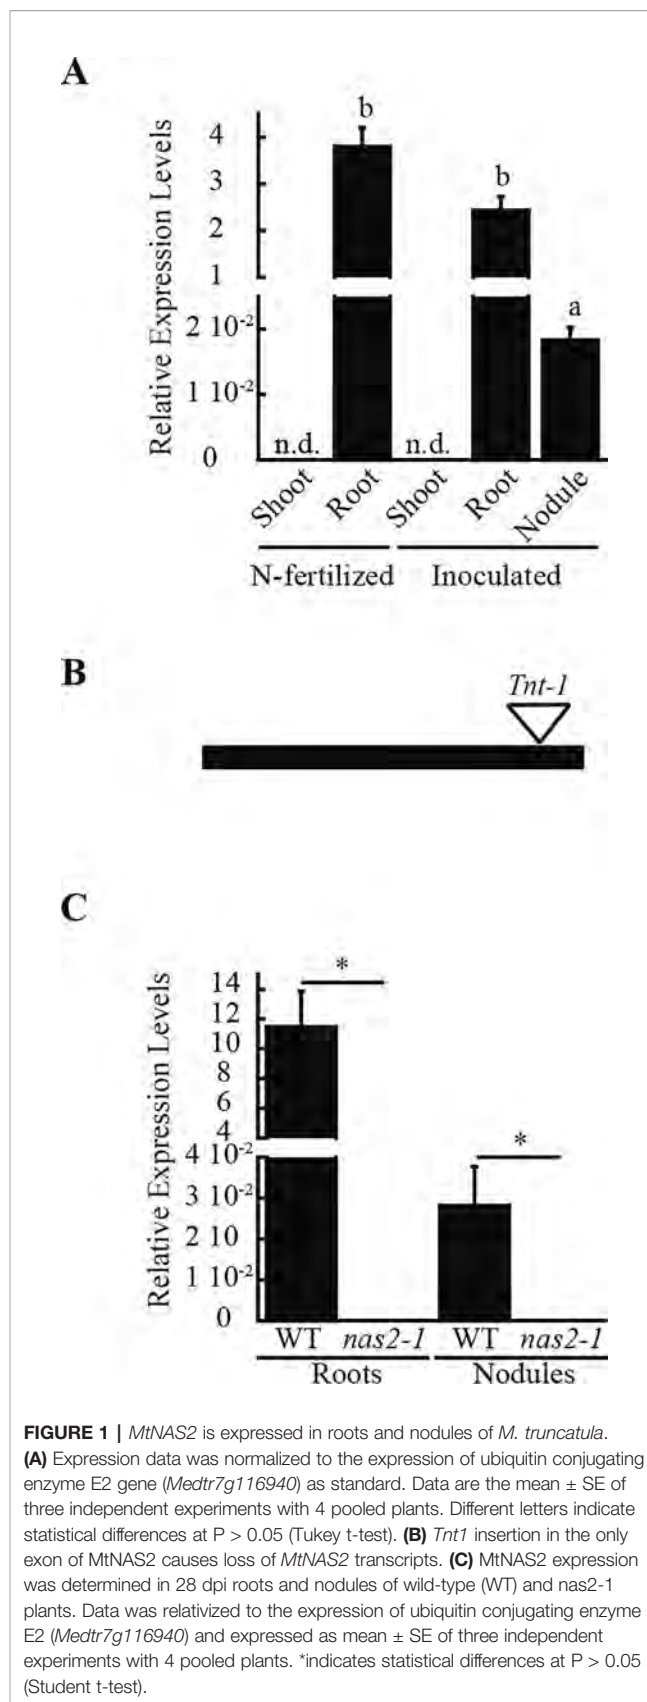 A
Relative Expression Levels
4
3
2
1
2 10-2
1 10-2
0
b
b
a
n.d.
n.d.
Shoot
Root
Shoot
Root
Nodule
N-fertilized
Inoculated
B
Tnt-1
C
Relative Expression Levels
14
12
10
8
6
4
4 10-2
3 10-2
2 10
1 10-2
0
*
*
WT nas2-1 WT nas2-1
Roots Nodules
FIGURE 1 | MtNAS2 is expressed in roots and nodules of M. truncatula.
(A) Expression data was normalized to the expression of ubiquitin conjugating
enzyme E2 gene (Medtr7g116940) as standard. Data are the mean ± SE of
three independent experiments with 4 pooled plants. Different letters indicate
statistical differences at P > 0.05 (Tukey t-test). (B) Tnt1 insertion in the only
exon of MtNAS2 causes loss of MtNAS2 transcripts. (C) MtNAS2 expression
was determined in 28 dpi roots and nodules of wild-type (WT) and nas2-1
plants. Data was relativized to the expression of ubiquitin conjugating enzyme
E2 (Medtr7g116940) and expressed as mean ± SE of three independent
experiments with 4 pooled plants. *indicates statistical differences at P > 0.05
(Student t-test).